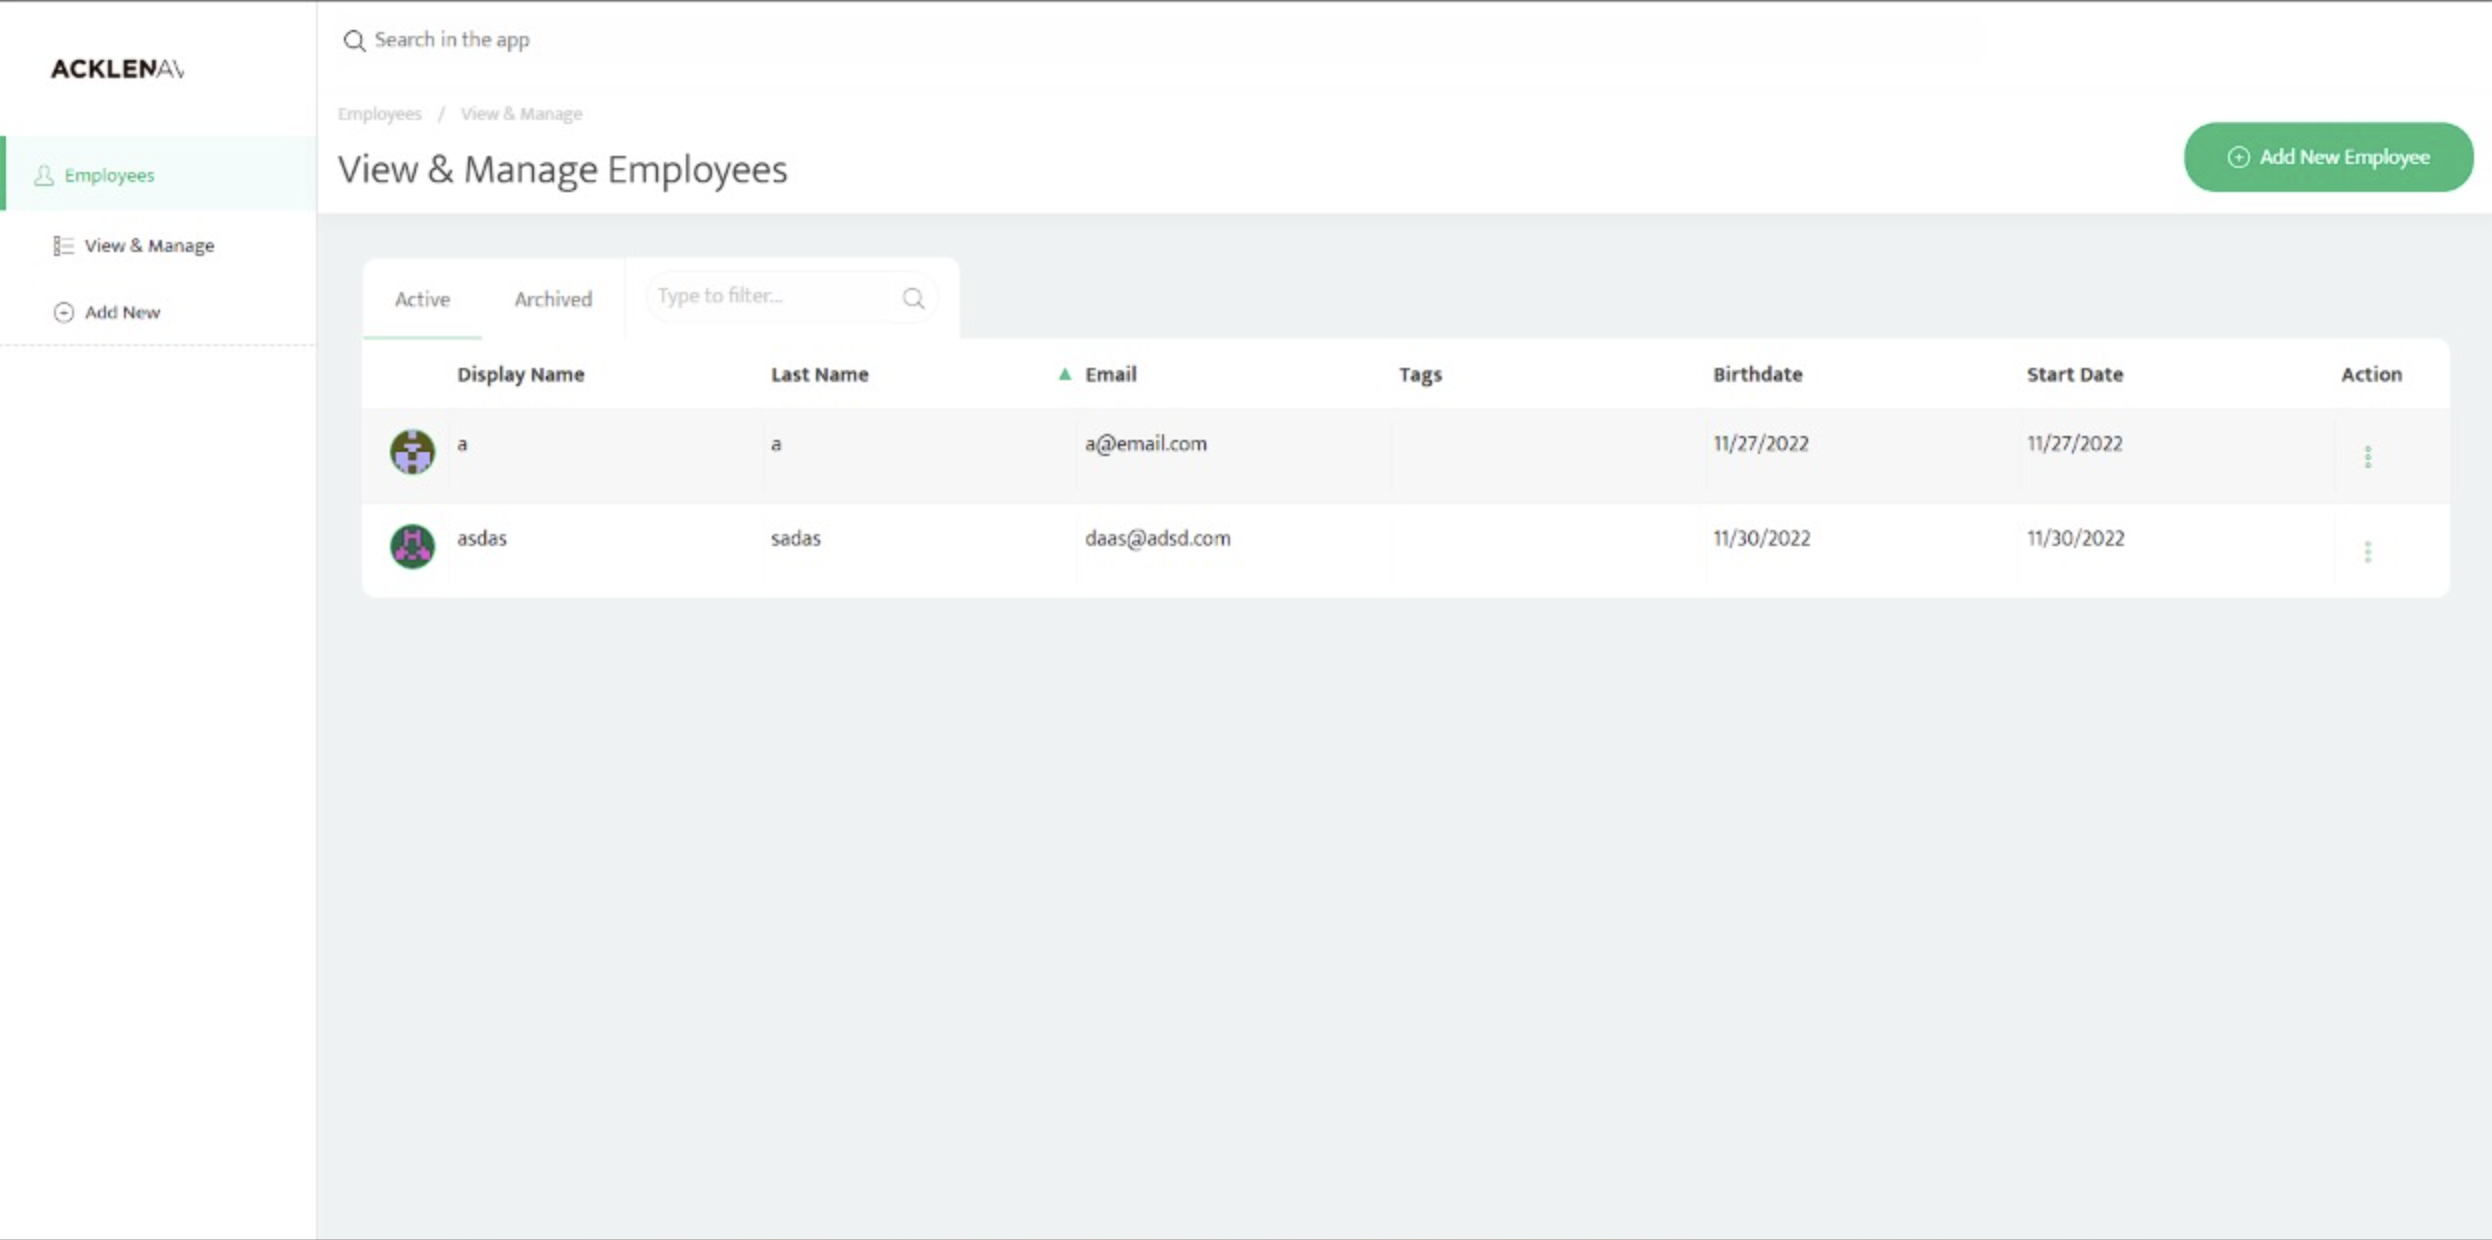 ACKLENAV
Search in the app
Employees / View & Manage
View & Manage Employees
Add New Employee
Employees
View & Manage
Add New
Active Archived Type to filter...
Display Name Last Name ▲ Email Tags Birthdate Start Date Action
a a a@email.com 11/27/2022 11/27/2022
asdas sadas daas@adsd.com 11/30/2022 11/30/2022